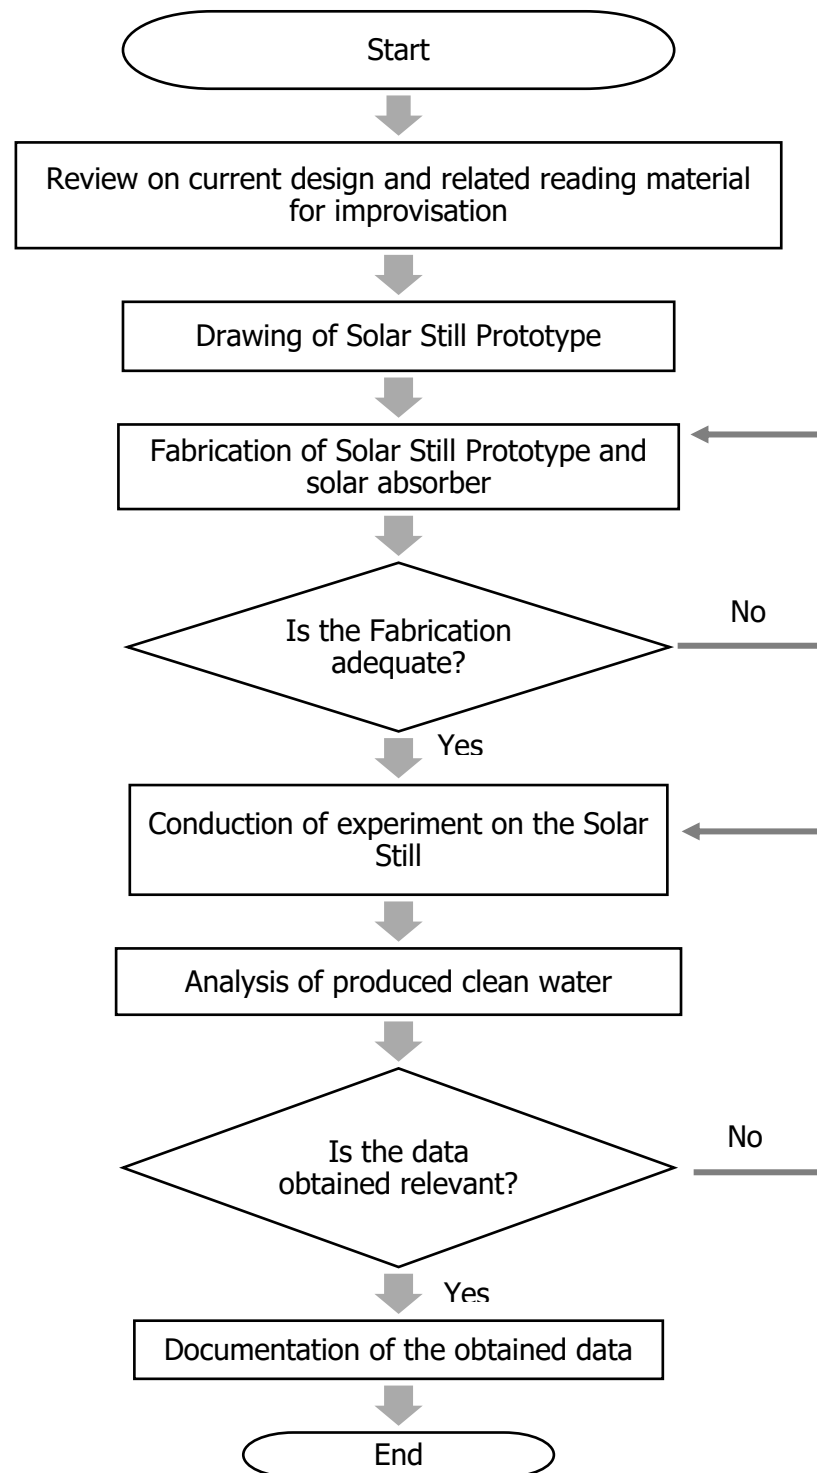 Start
Review on current design and related reading material
for improvisation
Drawing of Solar Still Prototype
Fabrication of Solar Still Prototype and
solar absorber
Is the Fabrication
adequate?
No
Yes
Conduction of experiment on the Solar
Still
Analysis of produced clean water
Is the data
obtained relevant?
No
Yes
Documentation of the obtained data
End